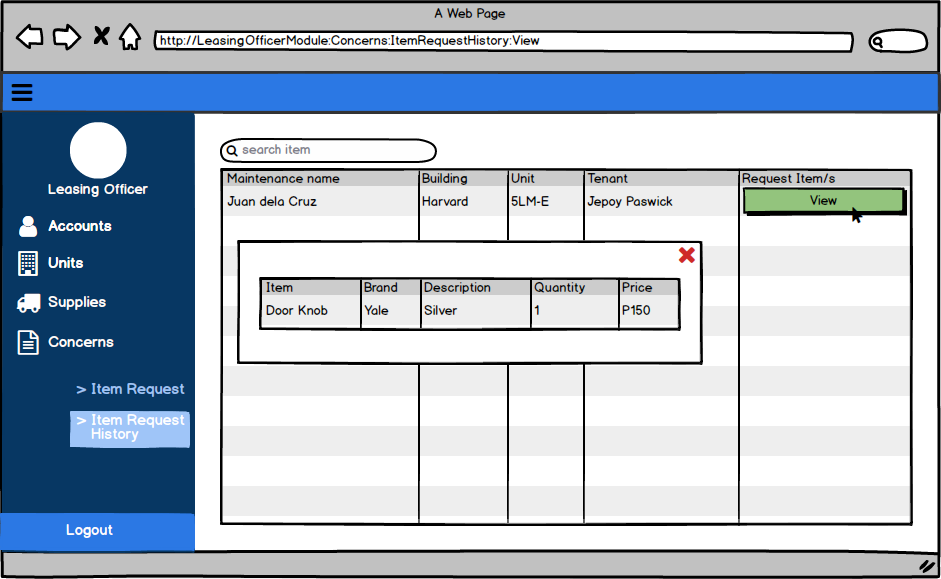 A Web Page
http://LeasingOfficerModule:Concerns:ItemRequestHistory:View
Leasing Officer
Accounts
Units
Supplies
Concerns
> Item Request
> Item Request
History
Logout
search item
Maintenance name Building Unit Tenant Request Item/s
Juan dela Cruz Harvard 5LM-E Jepoy Paswick View
Item Brand Description Quantity Price
Door Knob Yale Silver 1 P150